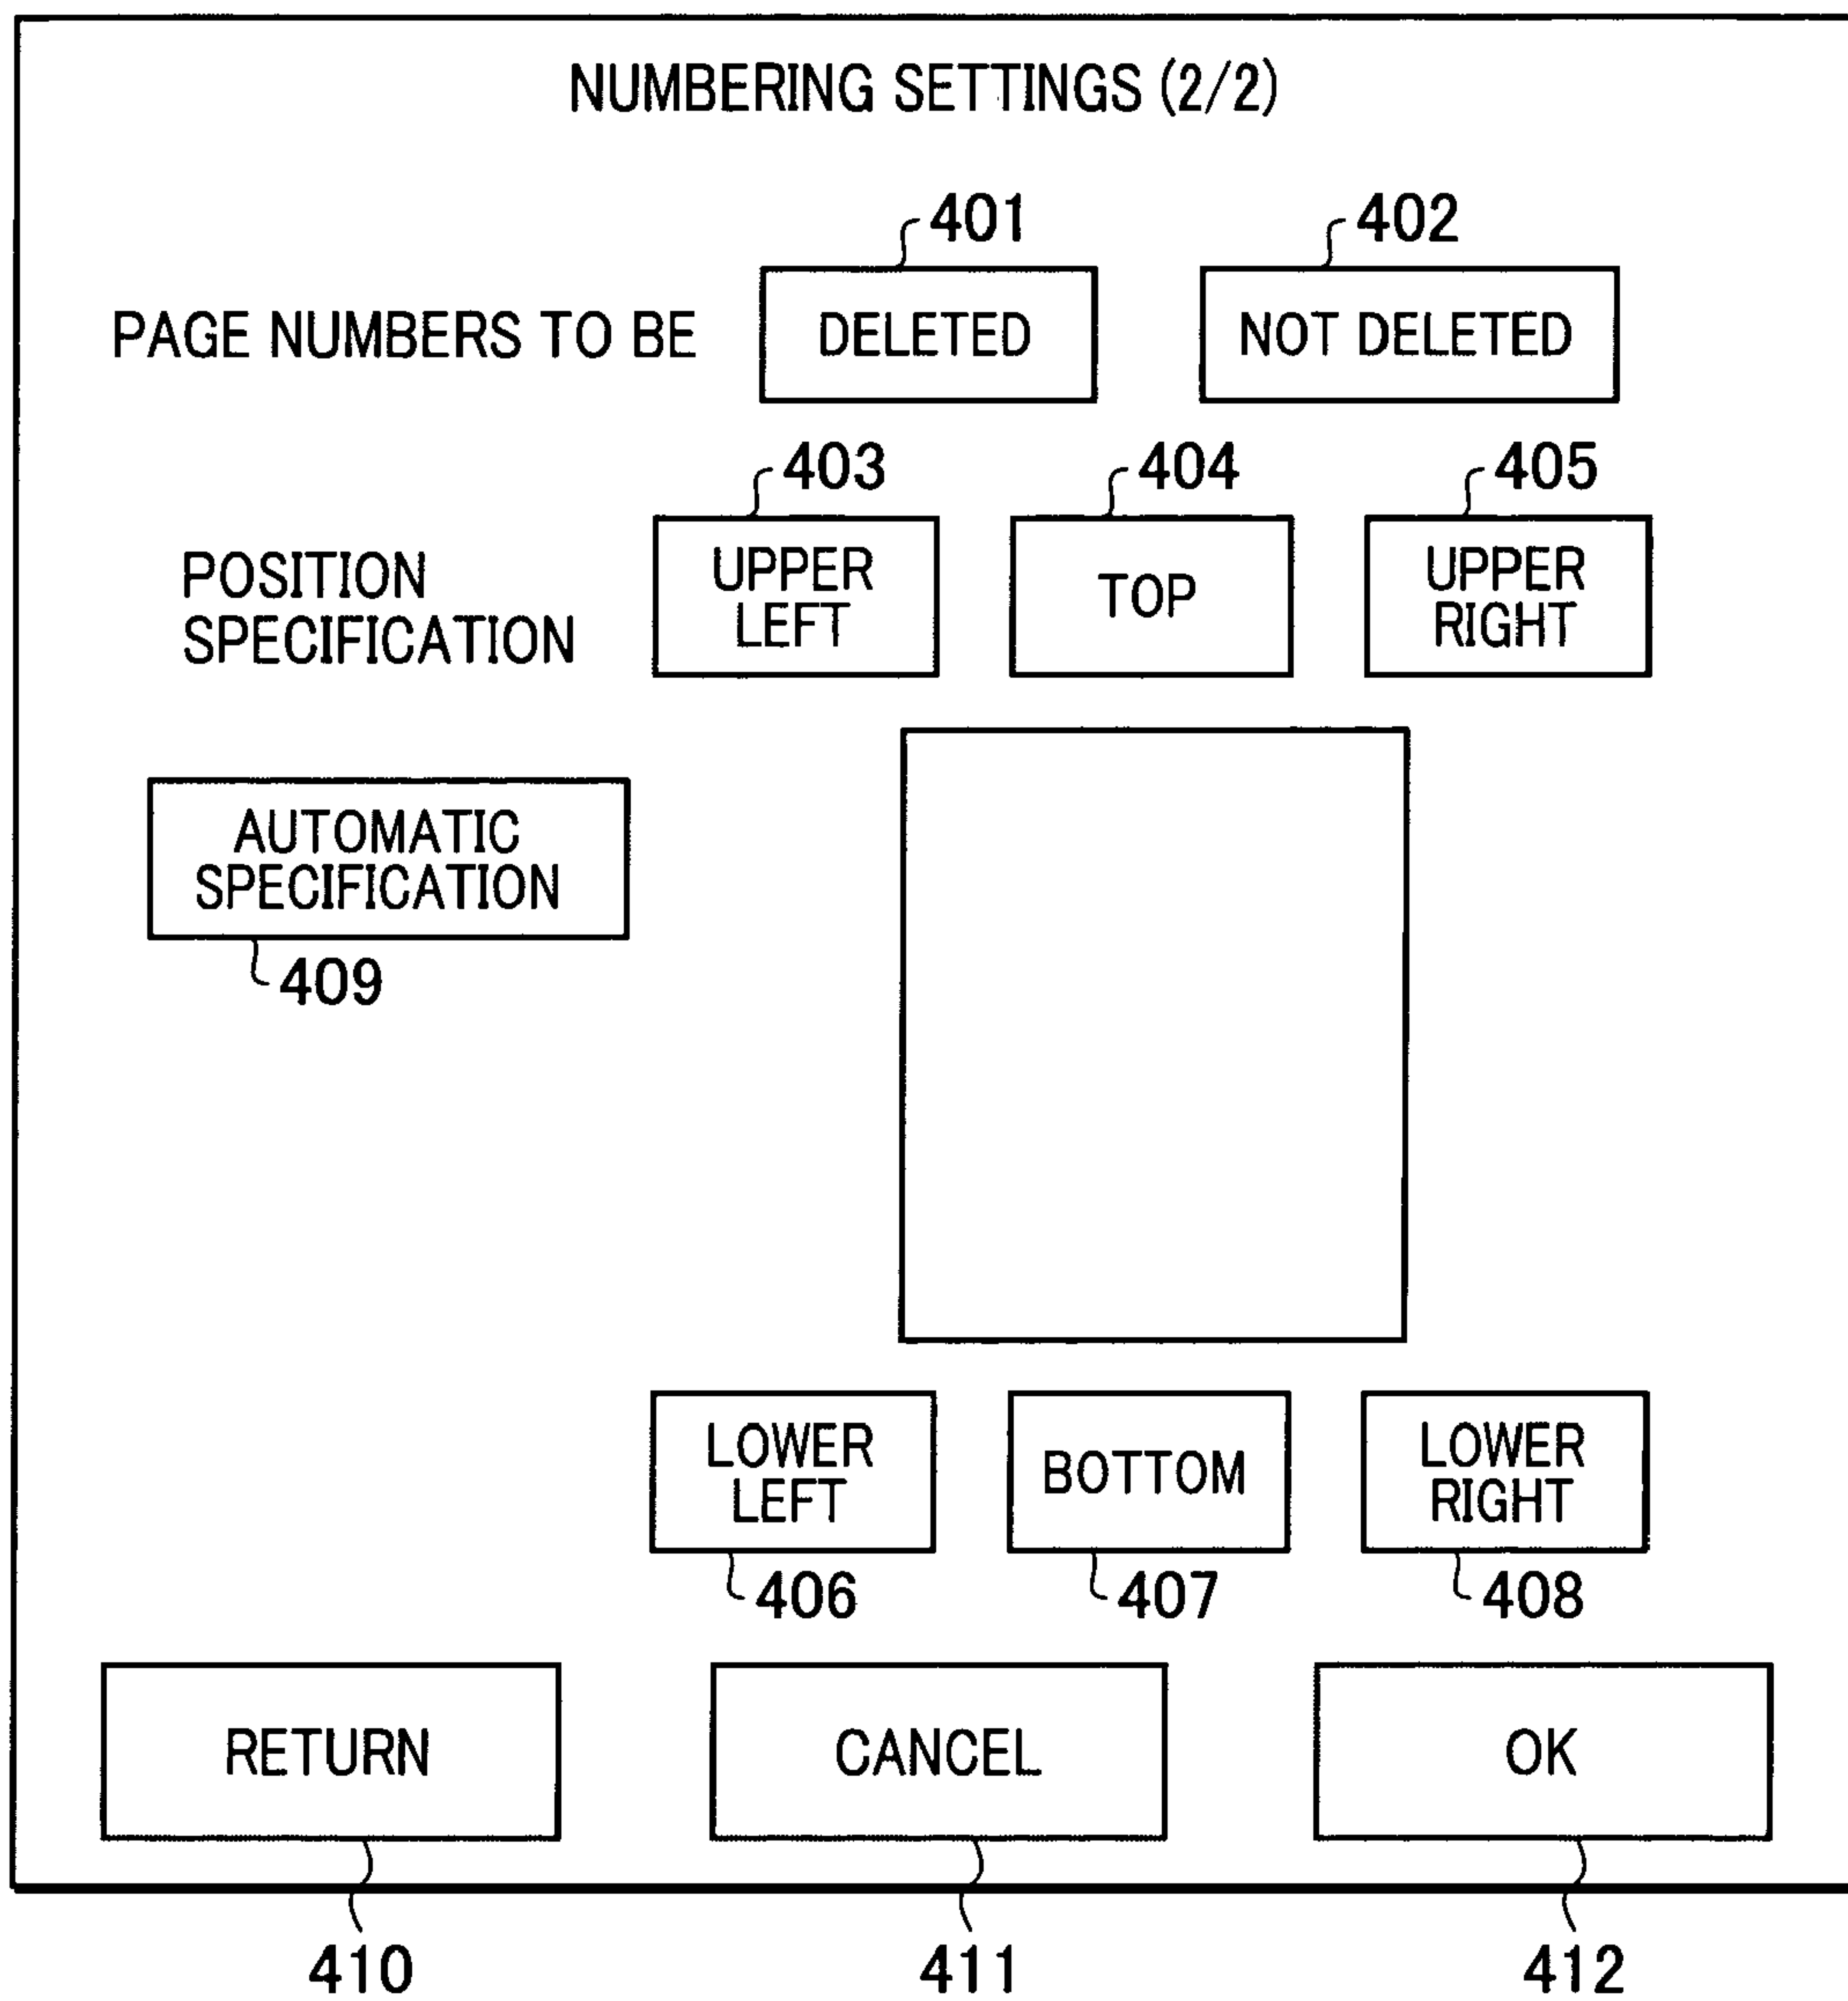 NUMBERING SETTINGS (2/2)
401
402
PAGE NUMBERS TO BE
DELETED
NOT DELETED
403
404
405
POSITION
SPECIFICATION
UPPER
LEFT
TOP
UPPER
RIGHT
AUTOMATIC
SPECIFICATION
409
LOWER
LEFT
BOTTOM
LOWER
RIGHT
406
407
408
RETURN
CANCEL
OK
410
411
412